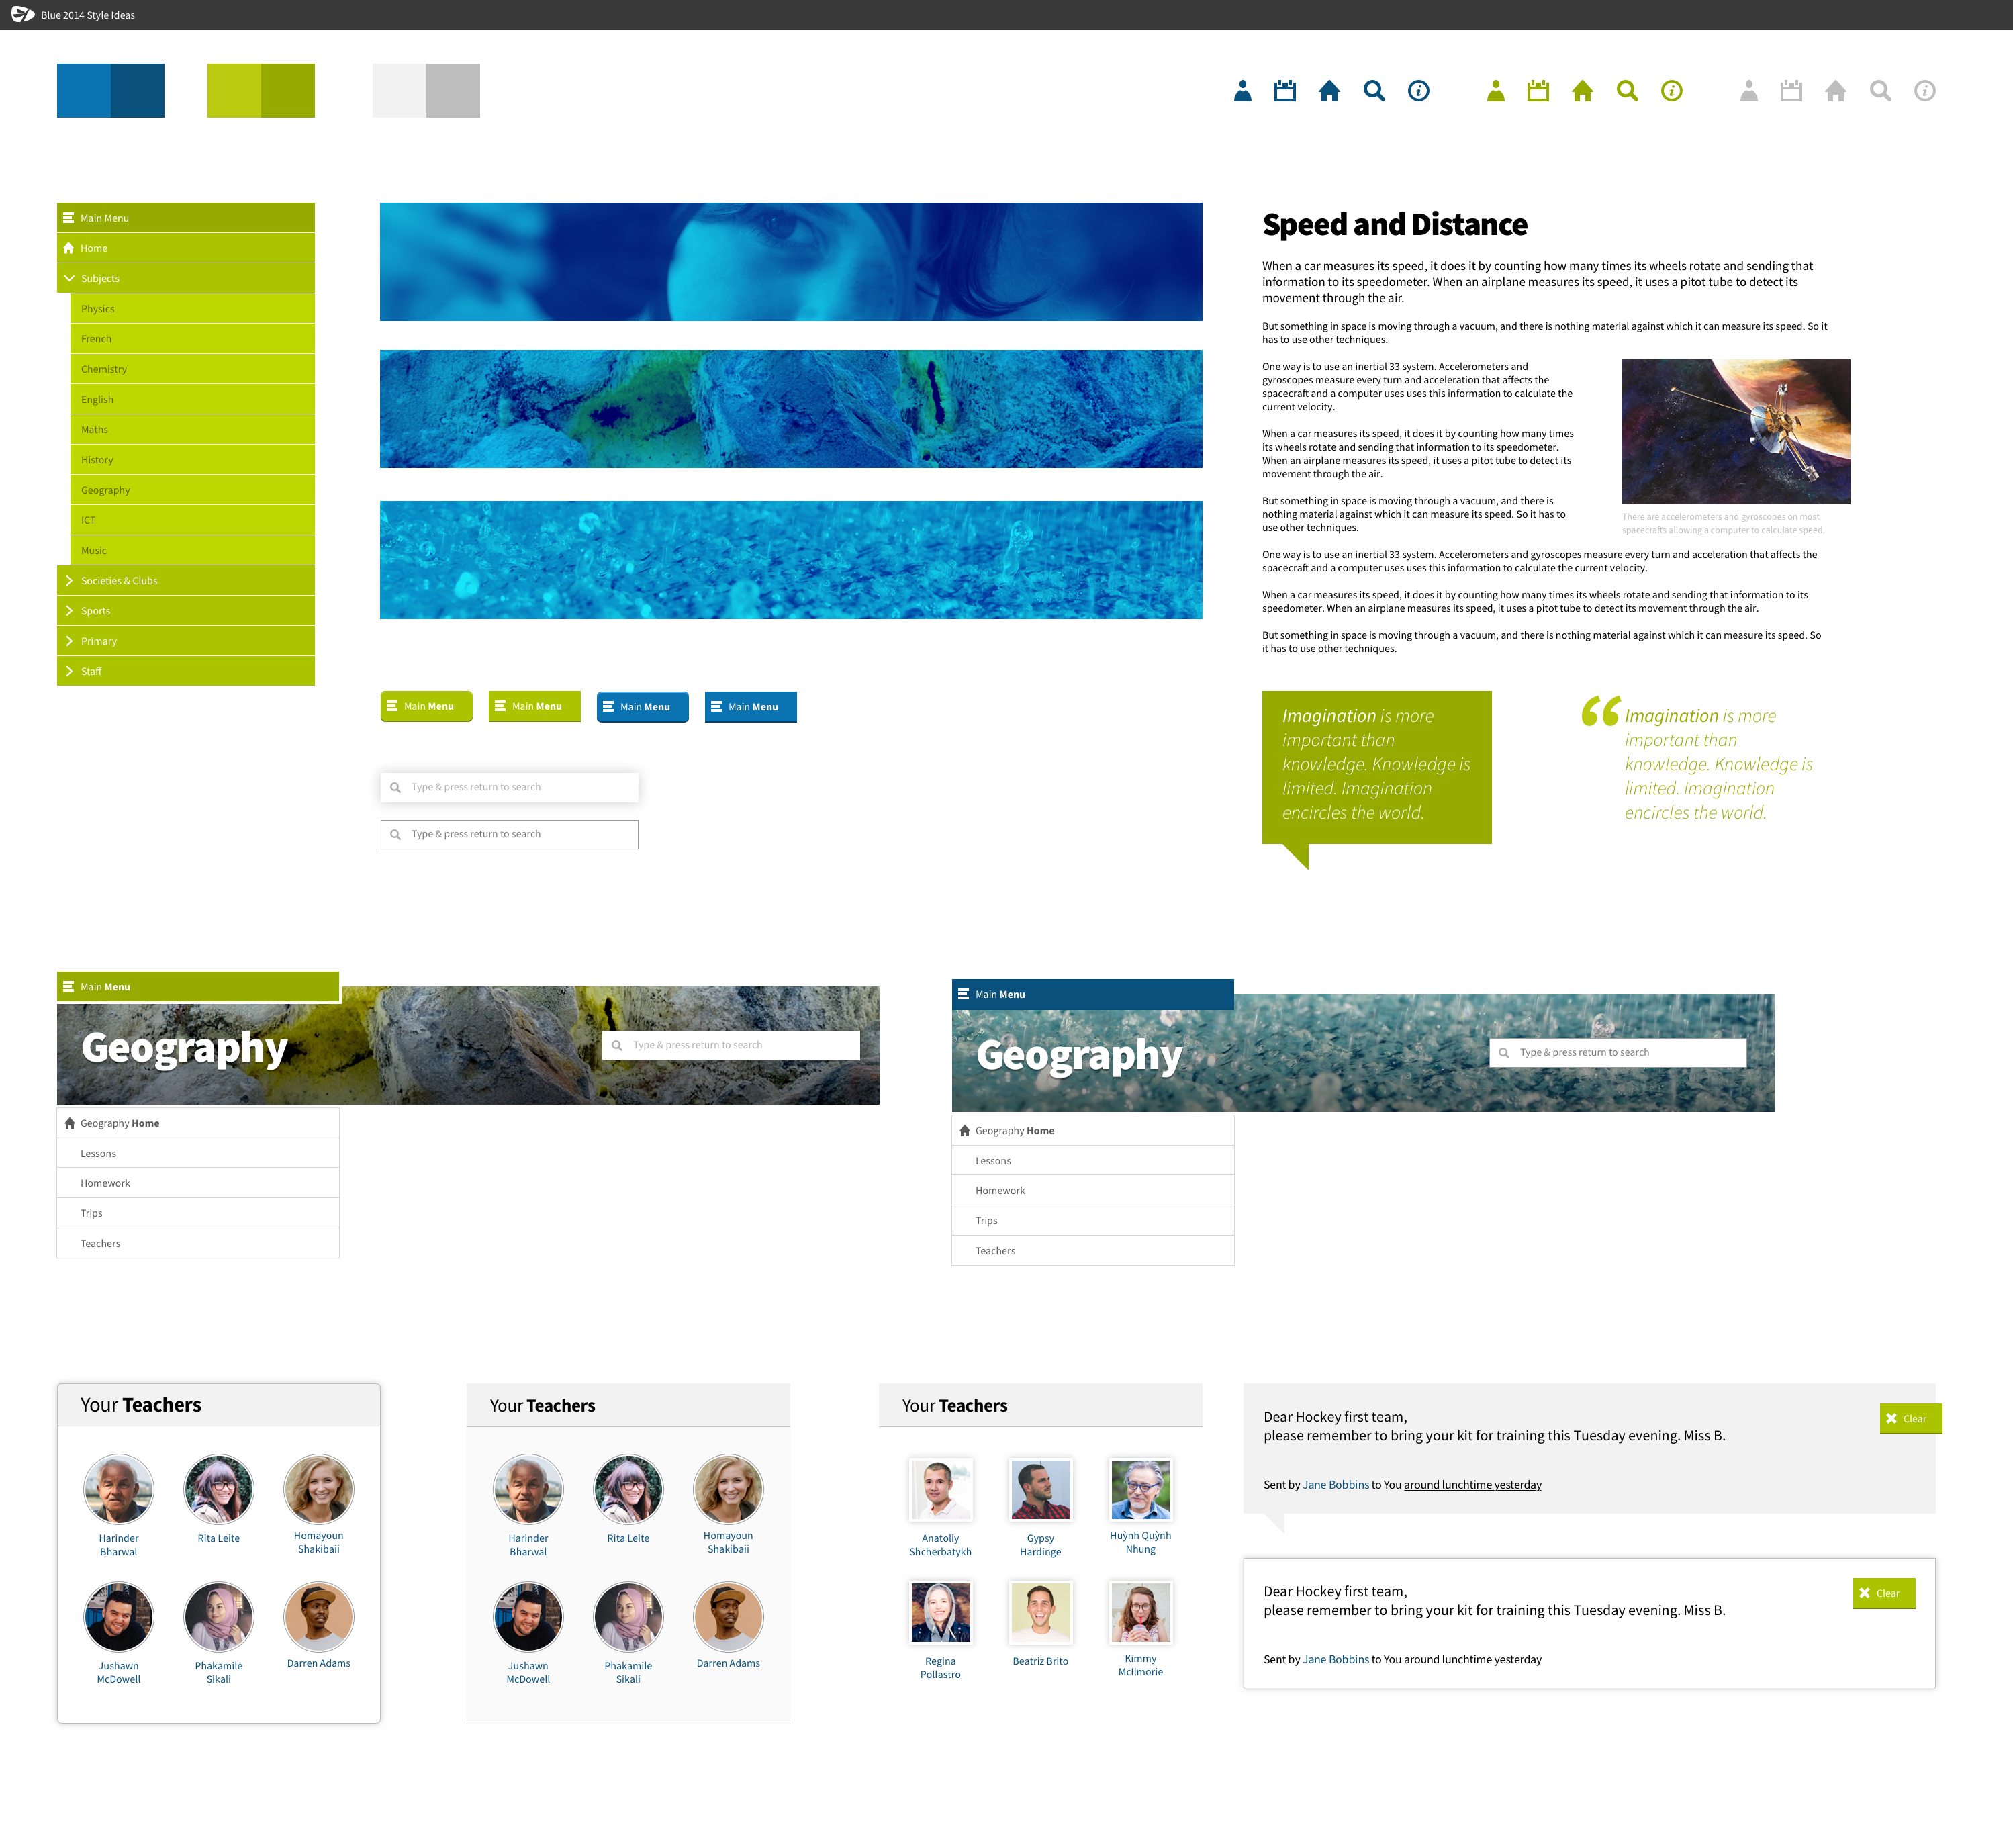 Blue 2014 Style Ideas
Main Menu
Home
Subjects
Physics
French
Chemistry
English
Maths
History
Geography
ICT
Music
Societies & Clubs
Sports
Primary
Staff
Main Menu
Main Menu
Main Menu
Main Menu
Type & press return to search
Type & press return to search
Speed and Distance
When a car measures its speed, it does it by counting how many times its wheels rotate and sending that
information to its speedometer. When an airplane measures its speed, it uses a pitot tube to detect its
movement through the air.
But something in space is moving through a vacuum, and there is nothing material against which it can measure its speed. So it
has to use other techniques.
One way is to use an inertial 33 system. Accelerometers and
gyroscopes measure every turn and acceleration that affects the
spacecraft and a computer uses uses this information to calculate the
current velocity.
When a car measures its speed, it does it by counting how many times
its wheels rotate and sending that information to its speedometer.
When an airplane measures its speed, it uses a pitot tube to detect its
movement through the air.
But something in space is moving through a vacuum, and there is
nothing material against which it can measure its speed. So it has to
use other techniques.
There are accelerometers and gyroscopes on most
spacecrafts allowing a computer to calculate speed.
One way is to use an inertial 33 system. Accelerometers and gyroscopes measure every turn and acceleration that affects the
spacecraft and a computer uses uses this information to calculate the current velocity.
When a car measures its speed, it does it by counting how many times its wheels rotate and sending that information to its
speedometer. When an airplane measures its speed, it uses a pitot tube to detect its movement through the air.
But something in space is moving through a vacuum, and there is nothing material against which it can measure its speed. So
it has to use other techniques.
Imagination is more
important than
knowledge. Knowledge is
limited. Imagination
encircles the world.
“ Imagination is more
important than
knowledge. Knowledge is
limited. Imagination
encircles the world.
Main Menu
Geography
Type & press return to search
Geography Home
Lessons
Homework
Trips
Teachers
Main Menu
Geography
Type & press return to search
Geography Home
Lessons
Homework
Trips
Teachers
Your Teachers
Harinder
Bharwal
Rita Leite
Homayoun
Shakibaii
Jushawn
McDowell
Phakamile
Sikali
Darren Adams
Your Teachers
Harinder
Bharwal
Rita Leite
Homayoun
Shakibaii
Jushawn
McDowell
Phakamile
Sikali
Darren Adams
Your Teachers
Anatoliy
Shcherbatykh
Gypsy
Hardinge
Huỳnh Quỳnh
Nhung
Regina
Pollastro
Beatriz Brito
Kimmy
McIlmorie
Dear Hockey first team,
please remember to bring your kit for training this Tuesday evening. Miss B.
Clear
Sent by Jane Bobbins to You around lunchtime yesterday
Dear Hockey first team,
please remember to bring your kit for training this Tuesday evening. Miss B.
Clear
Sent by Jane Bobbins to You around lunchtime yesterday